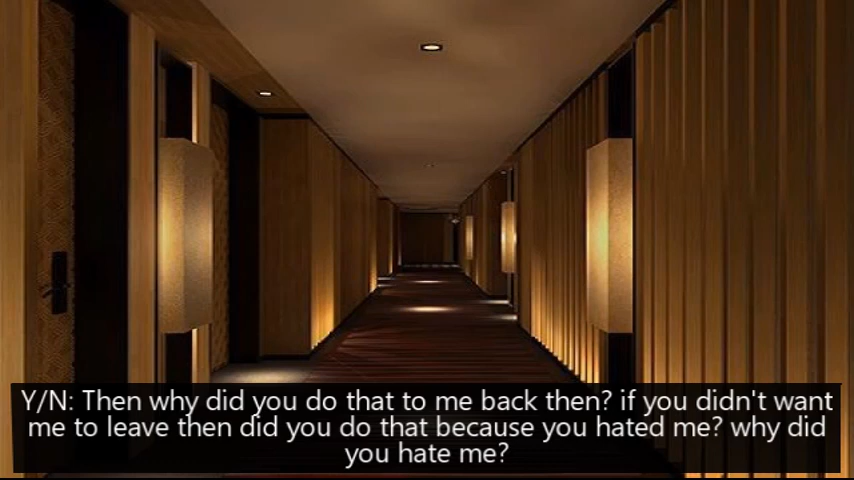 Y/N: Then why did you do that to me back then? if you didn't want
me to leave then did you do that because you hated me? why did
you hate me?